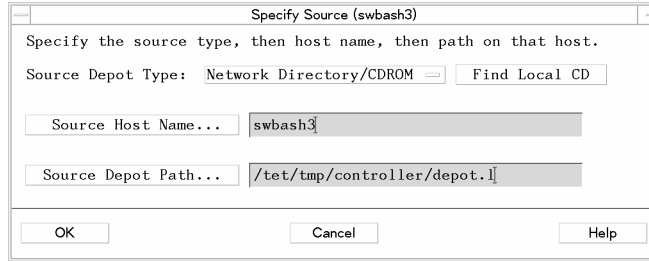 Specify Source (swbash3)
Specify the source type, then host name, then path on that host.
Source Depot Type: Network Directory/CDROM Find Local CD
Source Host Name... swbash3
Source Depot Path... /tet/tmp/controller/depot.l
OK Cancel Help